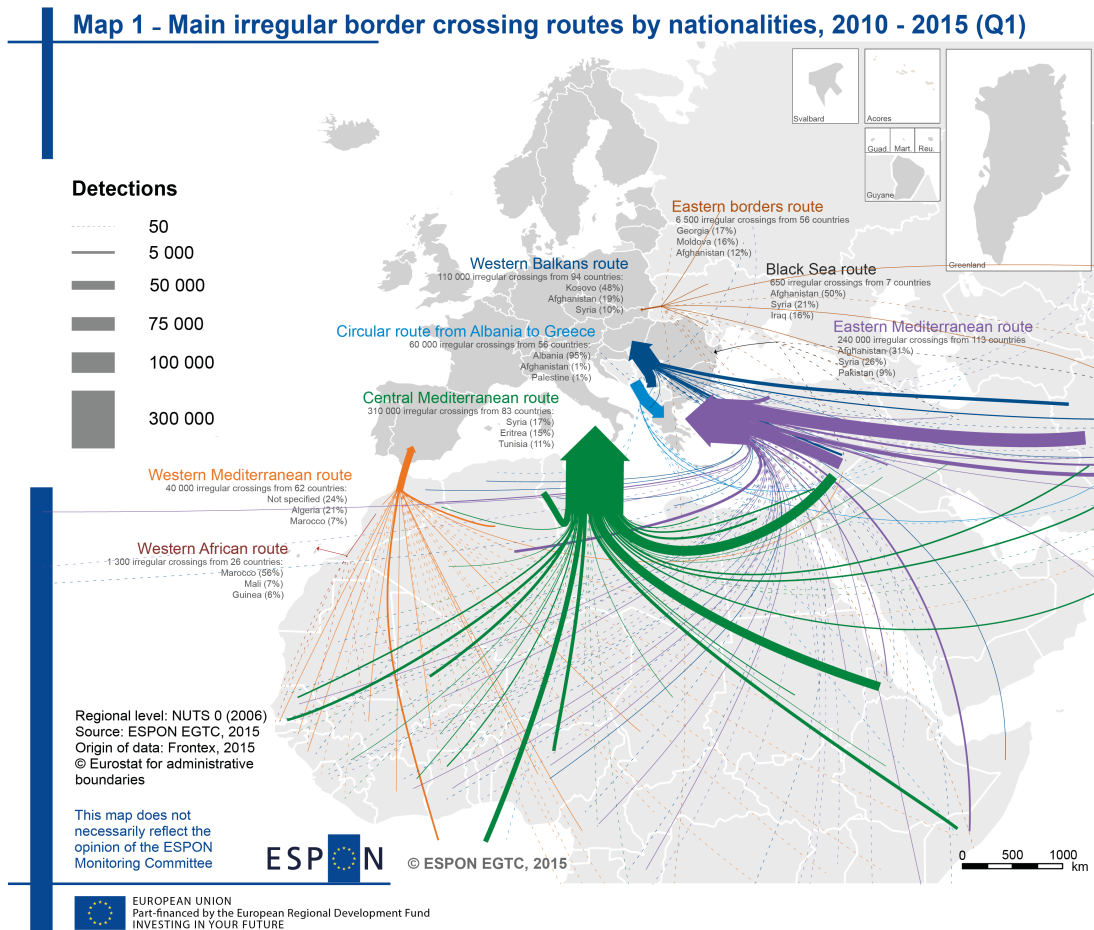 Map 1 - Main irregular border crossing routes by nationalities, 2010 - 2015 (Q1)
Svalbard
Acores
Guad.
Mart.
Reu.
Guyane
Greenland
Detections
50
5 000
50 000
75 000
100 000
300 000
Eastern borders route
6 500 irregular crossings from 56 countries
Georgia (17%)
Moldova (16%)
Afghanistan (12%)
Western Balkans route
110 000 irregular crossings from 94 countries:
Kosovo (48%)
Afghanistan (19%)
Syria (10%)
Black Sea route
650 irregular crossings from 7 countries
Afghanistan (50%)
Syria (21%)
Iraq (16%)
Circular route from Albania to Greece
60 000 irregular crossings from 56 countries:
Albania (95%)
Afghanistan (1%)
Palestine (1%)
Eastern Mediterranean route
240 000 irregular crossings from 113 countries
Afghanistan (31%)
Syria (26%)
Pakistan (9%)
Central Mediterranean route
310 000 irregular crossings from 83 countries:
Syria (17%)
Eritrea (15%)
Tunisia (11%)
Western Mediterranean route
40 000 irregular crossings from 62 countries:
Not specified (24%)
Algeria (21%)
Marocco (7%)
Western African route
1 300 irregular crossings from 26 countries:
Marocco (56%)
Mali (7%)
Guinea (6%)
Regional level: NUTS 0 (2006)
Source: ESPON EGTC, 2015
Origin of data: Frontex, 2015
© Eurostat for administrative
boundaries
This map does not
necessarily reflect the
opinion of the ESPON
Monitoring Committee
ESPON
© ESPON EGTC, 2015
0 500 1000
km
EUROPEAN UNION
Part-financed by the European Regional Development Fund
INVESTING IN YOUR FUTURE